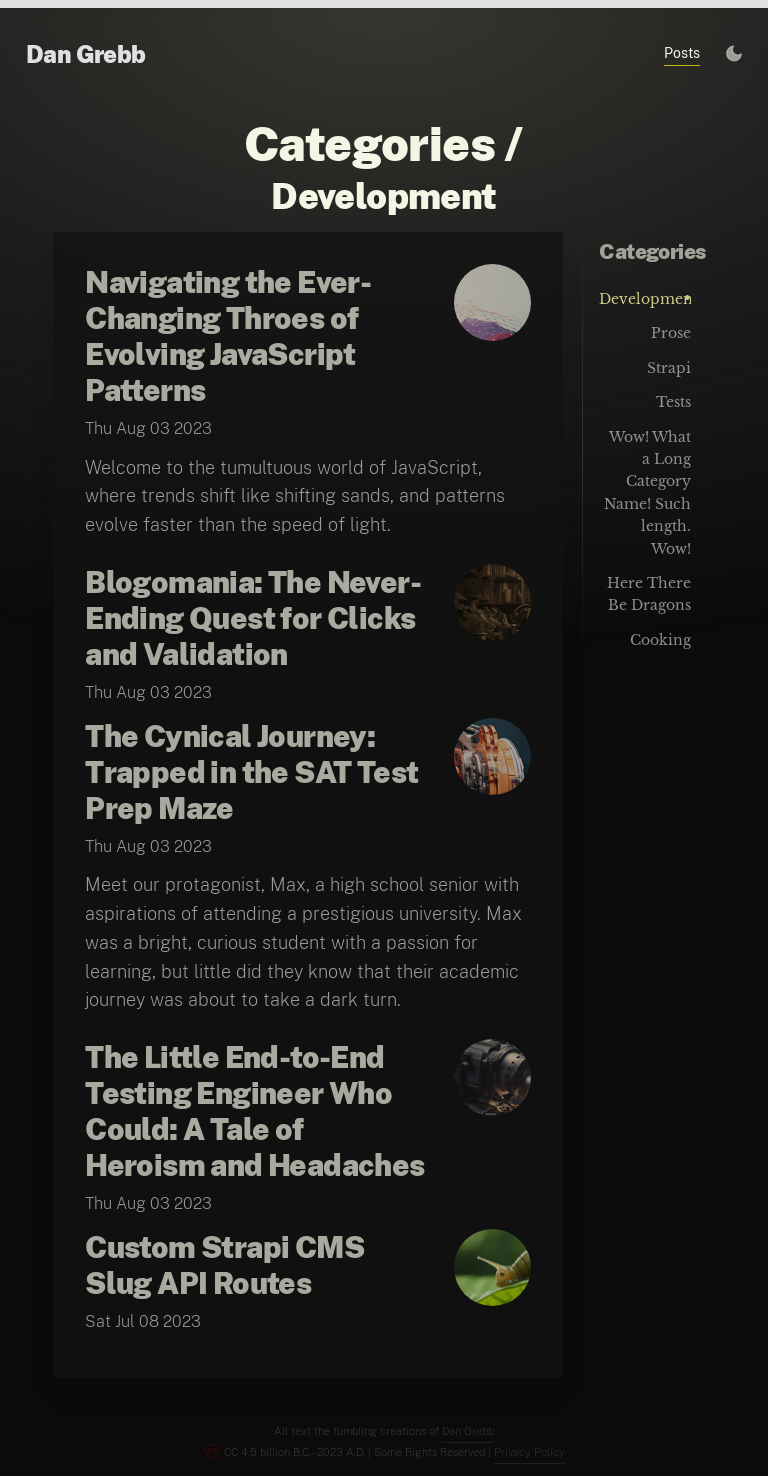 Dan Grebb
Posts
Categories /
Development
Navigating the Ever-
Changing Throes of
Evolving JavaScript
Patterns
Thu Aug 03 2023
Welcome to the tumultuous world of JavaScript,
where trends shift like shifting sands, and patterns
evolve faster than the speed of light.
Blogomania: The Never-
Ending Quest for Clicks
and Validation
Thu Aug 03 2023
The Cynical Journey:
Trapped in the SAT Test
Prep Maze
Thu Aug 03 2023
Meet our protagonist, Max, a high school senior with
aspirations of attending a prestigious university. Max
was a bright, curious student with a passion for
learning, but little did they know that their academic
journey was about to take a dark turn.
The Little End-to-End
Testing Engineer Who
Could: A Tale of
Heroism and Headaches
Thu Aug 03 2023
Custom Strapi CMS
Slug API Routes
Sat Jul 08 2023
Categories
Developmen
Prose
Strapi
Tests
Wow! What
a Long
Category
Name! Such
length.
Wow!
Here There
Be Dragons
Cooking
All text the fumbling creations of Dan Grebb
CC 4.5 billion B.C.–2023 A.D. | Some Rights Reserved | Privacy Policy